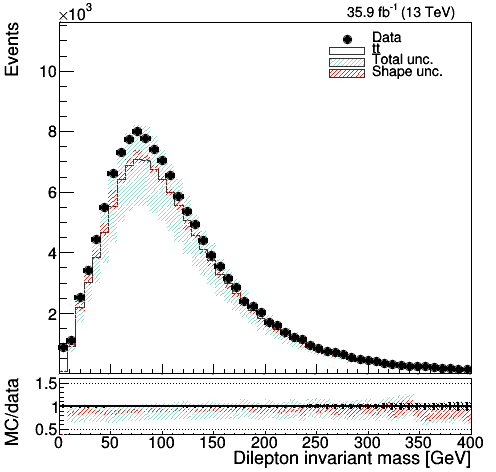 ×10³
35.9 fb⁻¹ (13 TeV)
Events
Data
tt̅
Total unc.
Shape unc.
10
8
6
4
2
MC/data
1.5
1
0.5
0 50 100 150 200 250 300 350 400
Dilepton invariant mass [GeV]